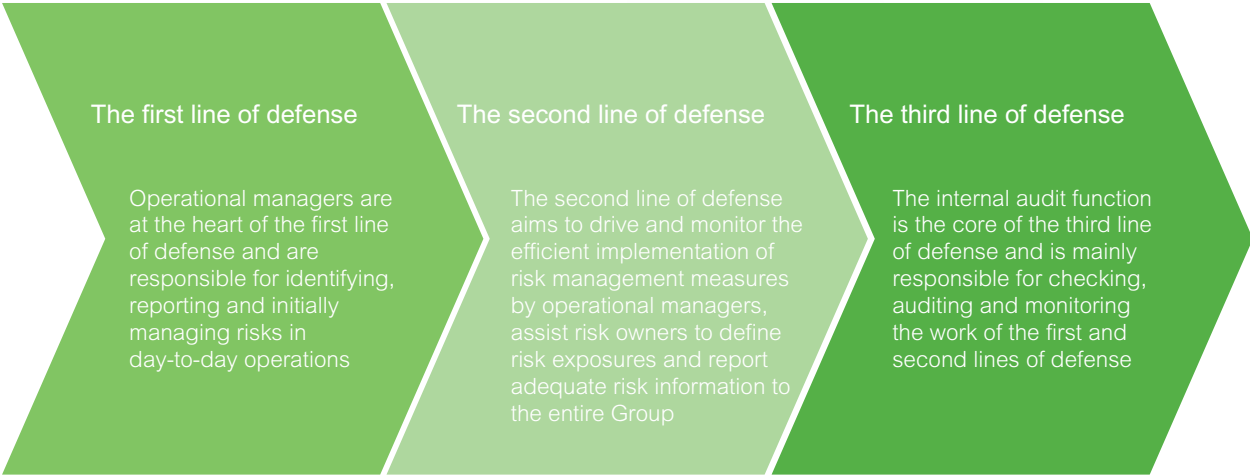 The first line of defense
Operational managers are
at the heart of the first line
of defense and are
responsible for identifying,
reporting and initially
managing risks in
day-to-day operations
The second line of defense
The second line of defense
aims to drive and monitor the
efficient implementation of
risk management measures
by operational managers,
assist risk owners to define
risk exposures and report
adequate risk information to
the entire Group
The third line of defense
The internal audit function
is the core of the third line
of defense and is mainly
responsible for checking,
auditing and monitoring
the work of the first and
second lines of defense